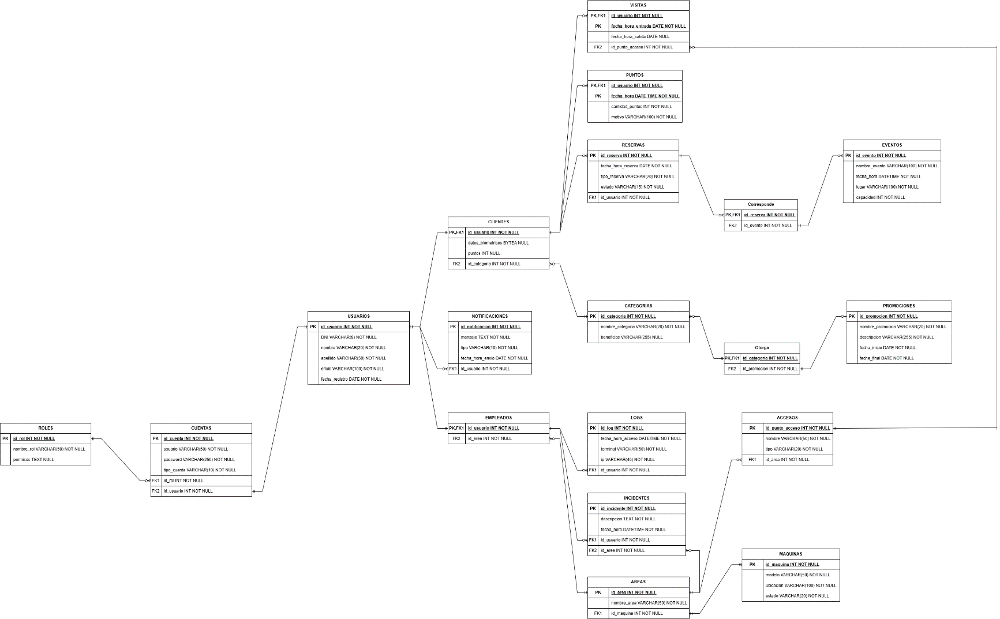 VISITAS
PK,FK1 id_usuario INT NOT NULL
PK fecha_hora_entrada DATE NOT NULL
fecha_hora_salida DATE NULL
FK2 id_punto_acceso INT NOT NULL
PUNTOS
PK,FK1 id_usuario INT NOT NULL
PK fecha_hora DATE TIME NOT NULL
cantidad_puntos INT NOT NULL
motivo VARCHAR(100) NOT NULL
RESERVAS
PK id_reserva INT NOT NULL
fecha_hora_reserva DATE NOT NULL
tipo_reserva VARCHAR(20) NOT NULL
estado VARCHAR(15) NOT NULL
FK1 id_usuario INT NOT NULL
EVENTOS
PK id_evento INT NOT NULL
nombre_evento VARCHAR(100) NOT NULL
fecha_hora DATETIME NOT NULL
lugar VARCHAR(100) NOT NULL
capacidad INT NOT NULL
Corresponde
PK,FK1 id_reserva INT NOT NULL
FK2 id_evento INT NOT NULL
CLIENTES
PK,FK1 id_usuario INT NOT NULL
datos_biometricos BYTEA NULL
puntos INT NULL
FK2 id_categoria INT NOT NULL
CATEGORIAS
PK id_categoria iNT NOT NULL
nombre_categoria VARCHAR(20) NOT NULL
beneficios VARCHAR(255) NULL
PROMOCIONES
PK id_promocion INT NOT NULL
nombre_promocion VARCHAR(20) NOT NULL
descripcion VARCHAR(255) NOT NULL
fecha_inicio DATE NOT NULL
fecha_final DATE NOT NULL
Otorga
PK,FK1 id_categoria INT NOT NULL
FK2 id_promocion INT NOT NULL
USUARIOS
PK id_usuario INT NOT NULL
DNI VARCHAR(8) NOT NULL
nombre VARCHAR(20) NOT NULL
apellido VARCHAR(50) NOT NULL
email VARCHAR(100) NOT NULL
fecha_registro DATE NOT NULL
NOTIFICACIONES
PK id_notificacion INT NOT NULL
mensaje TEXT NOT NULL
tipo VARCHAR(10) NOT NULL
fecha_hora_envio DATE NOT NULL
FK1 id_usuario INT NOT NULL
ROLES
PK id_rol INT NOT NULL
nombre_rol VARCHAR(50) NOT NULL
permisos TEXT NULL
CUENTAS
PK id_cuenta INT NOT NULL
usuario VARCHAR(50) NOT NULL
password VARCHAR(255) NOT NULL
tipo_cuenta VARCHAR(10) NOT NULL
FK1 id_rol INT NOT NULL
FK2 id_usuario INT NOT NULL
EMPLEADOS
PK,FK1 id_usuario INT NOT NULL
FK2 id_area INT NOT NULL
LOGS
PK id_log INT NOT NULL
fecha_hora_acceso DATETIME NOT NULL
terminal VARCHAR(50) NOT NULL
ip VARCHAR(45) NOT NULL
FK1 id_usuario INT NOT NULL
ACCESOS
PK id_punto_acceso INT NOT NULL
nombre VARCHAR(50) NOT NULL
tipo VARCHAR(20) NOT NULL
FK1 id_area INT NOT NULL
INCIDENTES
PK id_incidente INT NOT NULL
descripcion TEXT NOT NULL
fecha_hora DATETIME NOT NULL
FK1 id_usuario INT NOT NULL
FK2 id_area INT NOT NULL
MAQUINAS
PK id_maquina INT NOT NULL
modelo VARCHAR(50) NOT NULL
ubicacion VARCHAR(100) NOT NULL
estado VARCHAR(20) NOT NULL
AREAS
PK id_area INT NOT NULL
nombre_area VARCHAR(50) NOT NULL
FK1 id_maquina INT NOT NULL